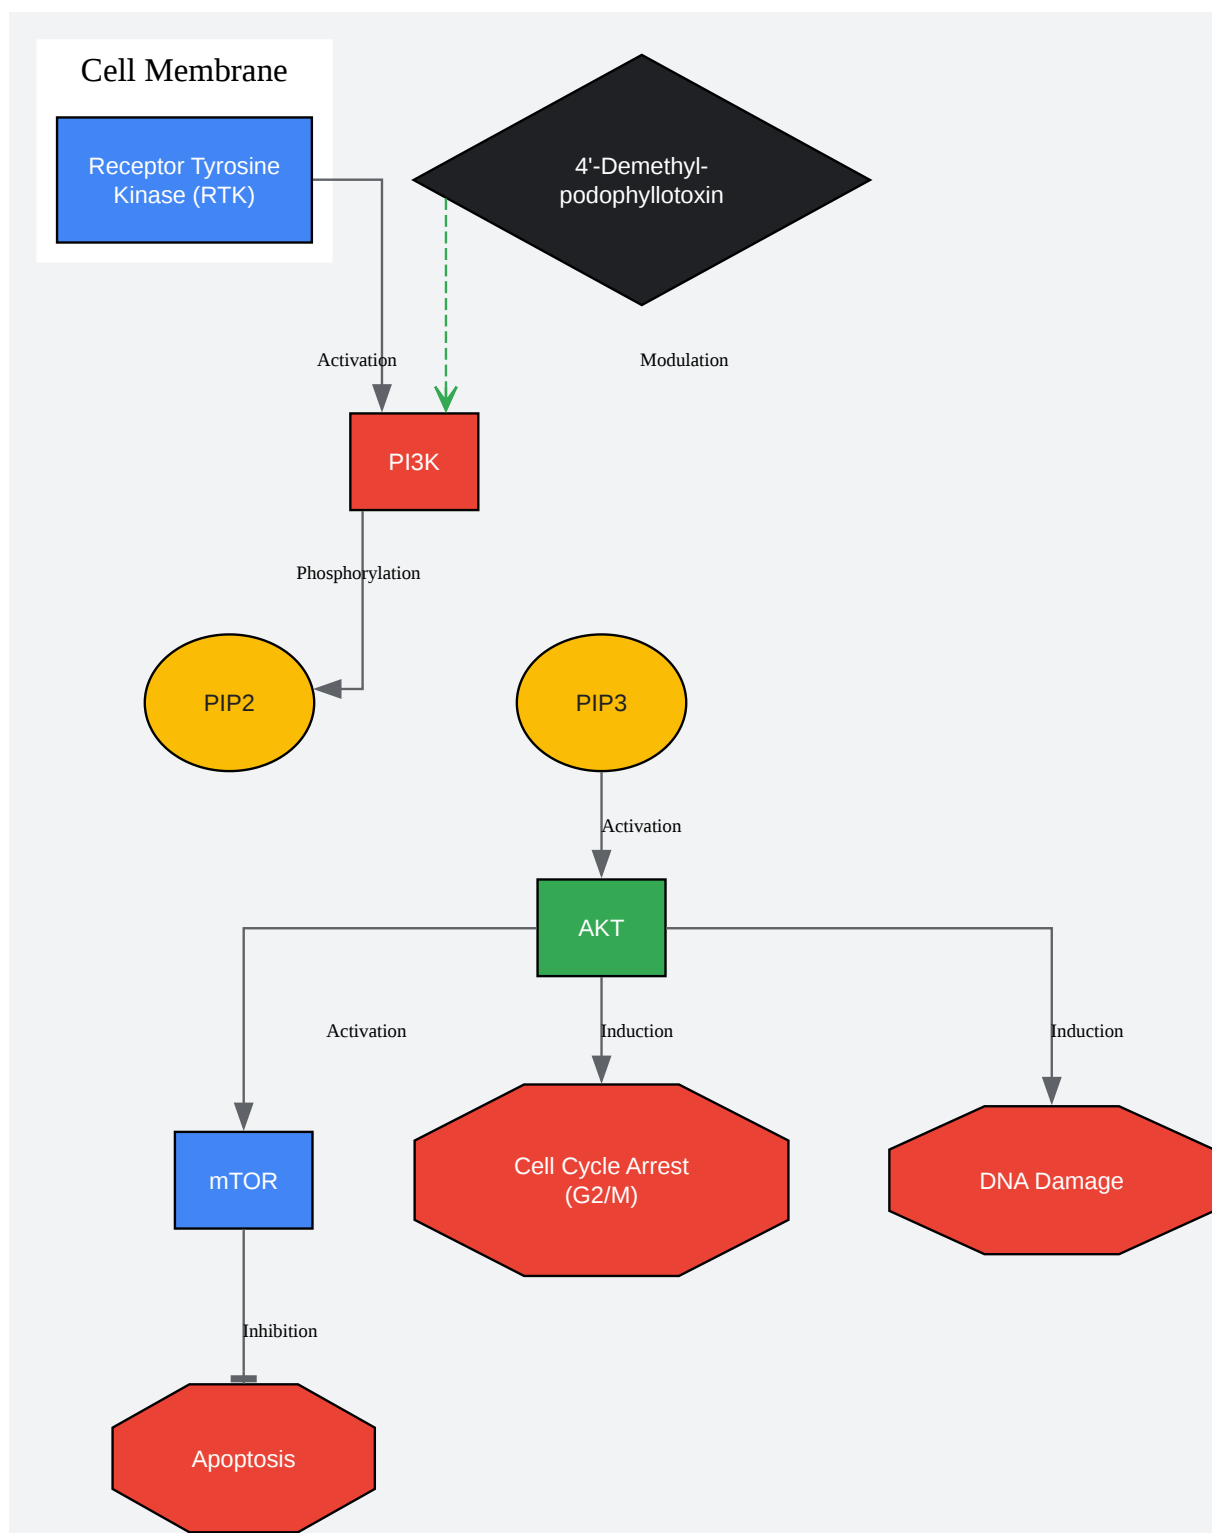 Cell Membrane
Receptor Tyrosine
Kinase (RTK)
4'-Demethyl-
podophyllotoxin
Activation
Modulation
PI3K
Phosphorylation
PIP2
PIP3
Activation
AKT
Activation
Induction
Induction
mTOR
Cell Cycle Arrest
(G2/M)
DNA Damage
Inhibition
Apoptosis